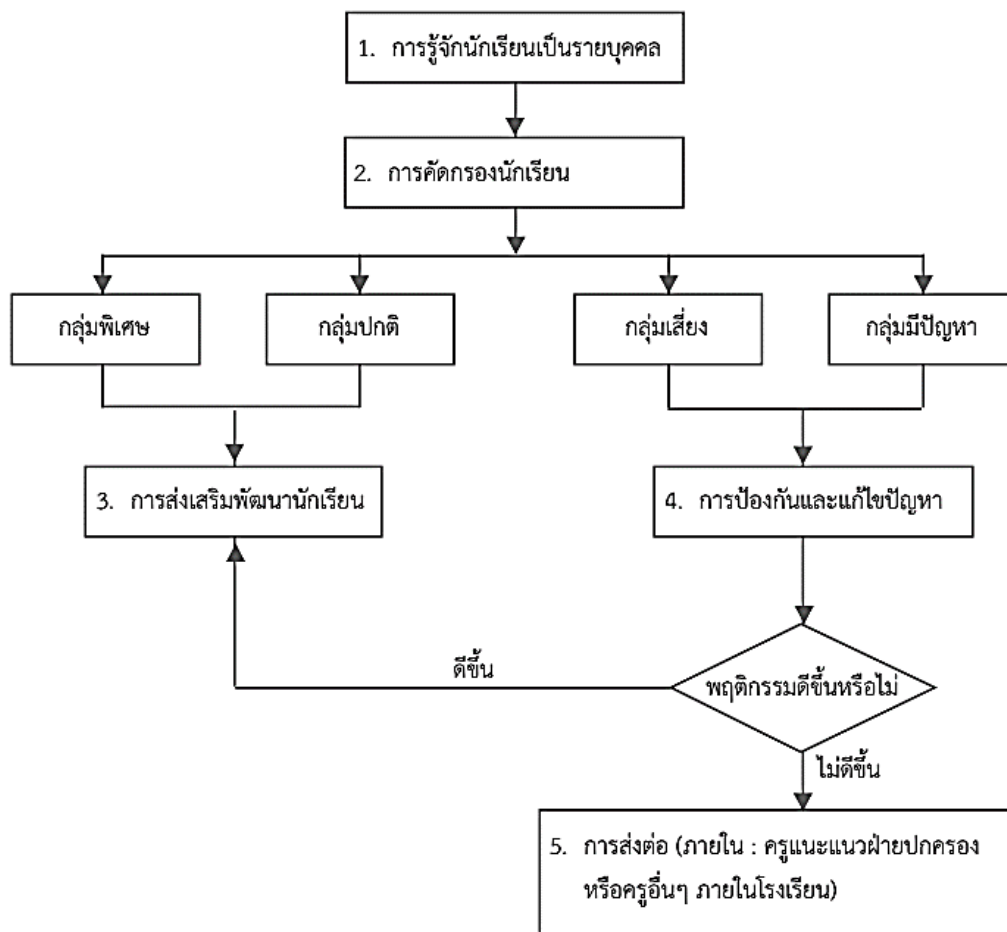 1. การรู้จักนักเรียนเป็นรายบุคคล
2. การคัดกรองนักเรียน
กลุ่มพิเศษ
กลุ่มปกติ
กลุ่มเสี่ยง
กลุ่มมีปัญหา
3. การส่งเสริมพัฒนานักเรียน
4. การป้องกันและแก้ไขปัญหา
ดีขึ้น
พฤติกรรมดีขึ้นหรือไม่
ไม่ดีขึ้น
5. การส่งต่อ (ภายใน : ครูแนะแนวฝ่ายปกครอง
หรือครูอื่นๆ ภายในโรงเรียน)